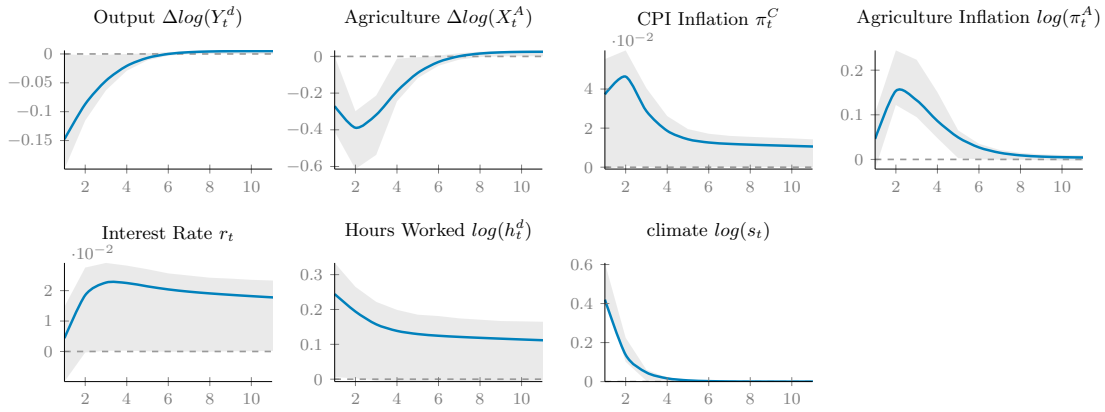 Output Δlog(Y_t^d)
0
−0.05
−0.1
−0.15
2 4 6 8 10
Agriculture Δlog(X_t^A)
0
−0.2
−0.4
−0.6
2 4 6 8 10
CPI Inflation π_t^C
·10^−2
4
2
0
2 4 6 8 10
Agriculture Inflation log(π_t^A)
0.2
0.1
0
2 4 6 8 10
Interest Rate r_t
·10^−2
2
0
2 4 6 8 10
Hours Worked log(h_t^d)
0.3
0.2
0.1
0
2 4 6 8 10
climate log(s_t)
0.6
0.4
0.2
0
2 4 6 8 10